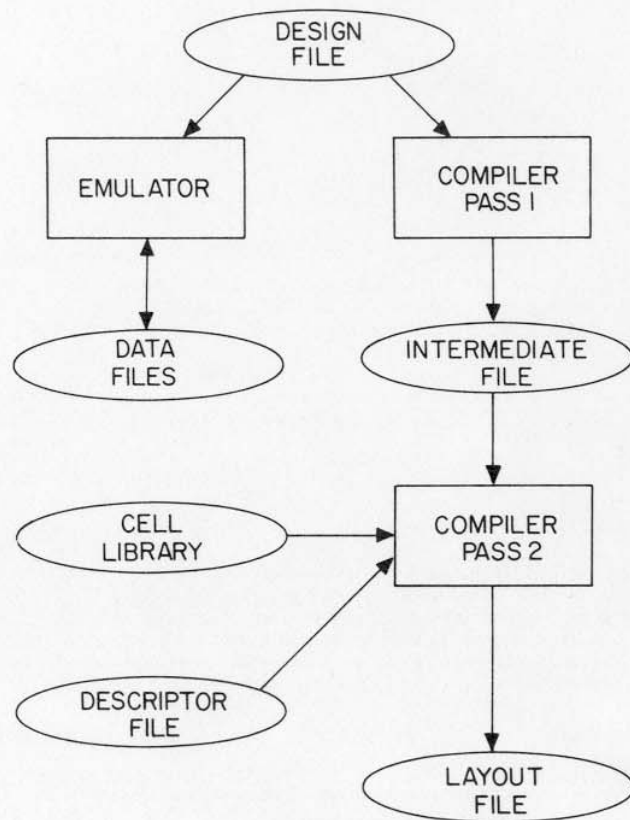 DESIGN
FILE
EMULATOR
COMPILER
PASS 1
DATA
FILES
INTERMEDIATE
FILE
CELL
LIBRARY
COMPILER
PASS 2
DESCRIPTOR
FILE
LAYOUT
FILE